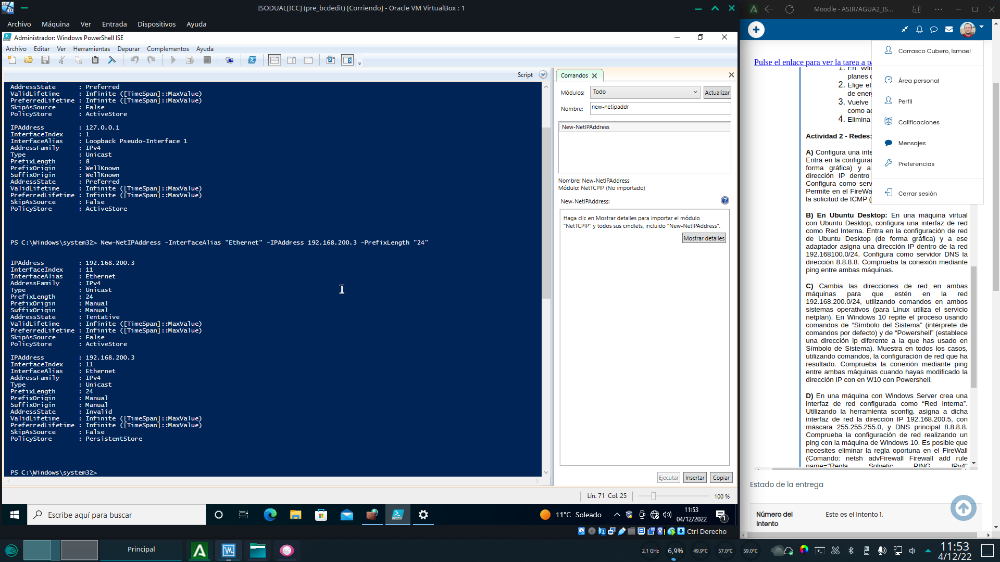 ISODUAL[ICC] (pre_bcdedit) [Corriendo] - Oracle VM VirtualBox : 1
Archivo Máquina Ver Entrada Dispositivos Ayuda
Administrador: Windows PowerShell ISE
Archivo Editar Ver Herramientas Depurar Complementos Ayuda
Script
AddressState : Preferred
ValidLifetime : Infinite ([TimeSpan]::MaxValue)
PreferredLifetime : Infinite ([TimeSpan]::MaxValue)
SkipAsSource : False
PolicyStore : ActiveStore
IPAddress : 127.0.0.1
InterfaceIndex : 1
InterfaceAlias : Loopback Pseudo-Interface 1
AddressFamily : IPv4
Type : Unicast
PrefixLength : 8
PrefixOrigin : WellKnown
SuffixOrigin : WellKnown
AddressState : Preferred
ValidLifetime : Infinite ([TimeSpan]::MaxValue)
PreferredLifetime : Infinite ([TimeSpan]::MaxValue)
SkipAsSource : False
PolicyStore : ActiveStore
PS C:\Windows\system32> New-NetIPAddress -InterfaceAlias "Ethernet" -IPAddress 192.168.200.3 -PrefixLength "24"
IPAddress : 192.168.200.3
InterfaceIndex : 11
InterfaceAlias : Ethernet
AddressFamily : IPv4
Type : Unicast
PrefixLength : 24
PrefixOrigin : Manual
SuffixOrigin : Manual
AddressState : Tentative
ValidLifetime : Infinite ([TimeSpan]::MaxValue)
PreferredLifetime : Infinite ([TimeSpan]::MaxValue)
SkipAsSource : False
PolicyStore : ActiveStore
IPAddress : 192.168.200.3
InterfaceIndex : 11
InterfaceAlias : Ethernet
AddressFamily : IPv4
Type : Unicast
PrefixLength : 24
PrefixOrigin : Manual
SuffixOrigin : Manual
AddressState : Invalid
ValidLifetime : Infinite ([TimeSpan]::MaxValue)
PreferredLifetime : Infinite ([TimeSpan]::MaxValue)
SkipAsSource : False
PolicyStore : PersistentStore
PS C:\Windows\system32>
Comandos
Módulos: Todo Actualizar
Nombre: new-netipaddr
New-NetIPAddress
Nombre: New-NetIPAddress
Módulo: NetTCPIP (No importado)
New-NetIPAddress:
Haga clic en Mostrar detalles para importar el módulo
"NetTCPIP" y todos sus cmdlets, incluido "New-NetIPAddress".
Mostrar detalles
Ejecutar Insertar Copiar
Lín. 71 Col. 25 100 %
Escribe aquí para buscar
11°C Soleado
11:53
04/12/2022
1
Ctrl Derecho
Moodle - ASIR/AGUA2_IS...
Pulse el enlace para ver la tarea a p
1. En Win
planes d
2. Elige el
de energ
3. Vuelve
como ac
4. Elimina
Carrasco Cubero, Ismael
Área personal
Perfil
Calificaciones
Mensajes
Preferencias
Cerrar sesión
Actividad 2 - Redes:
A) Configura una inte
Entra en la configurac
forma gráfica) y a
dirección IP dentro
Configura como serv
Permite en el FireWa
la solicitud de ICMP (
B) En Ubuntu Desktop: En una máquina virtual
con Ubuntu Desktop, configura una interfaz de red
como Red Interna. Entra en la configuración de red
de Ubuntu Desktop (de forma gráfica) y a ese
adaptador asigna una dirección IP dentro de la red
192.168100.0/24. Configura como servidor DNS la
dirección 8.8.8.8. Comprueba la conexión mediante
ping entre ambas máquinas.
C) Cambia las direcciones de red en ambas
máquinas para que estén en la red
192.168.200.0/24, utilizando comandos en ambos
sistemas operativos (para Linux utiliza el servicio
netplan). En Windows 10 repite el proceso usando
comandos de “Símbolo del Sistema” (intérprete de
comandos por defecto) y de “Powershell” (establece
una dirección ip diferente a la que has usado en
Símbolo de Sistema). Muestra en todos los casos,
utilizando comandos, la configuración de red que ha
resultado. Comprueba la conexión mediante ping
entre ambas máquinas cuando hayas modificado la
dirección IP con en W10 con Powershell.
D) En una máquina con Windows Server crea una
interfaz de red configurada como “Red Interna”.
Utilizando la herramienta sconfig, asigna a dicha
interfaz de red la dirección IP 192.168.200.5, con
máscara 255.255.255.0, y DNS principal 8.8.8.8.
Comprueba la configuración de red realizando un
ping con la máquina de Windows 10. Es posible que
necesites eliminar la regla oportuna en el FireWall
(Comando: netsh advFirewall Firewall add rule
name="Regla Solvetic PING IPv4"
Estado de la entrega
Número del
intento
Este es el intento 1.
Principal
2,1 GHz 6,9% 49,9°C 57,0°C 59,0°C
11:53
4/12/22